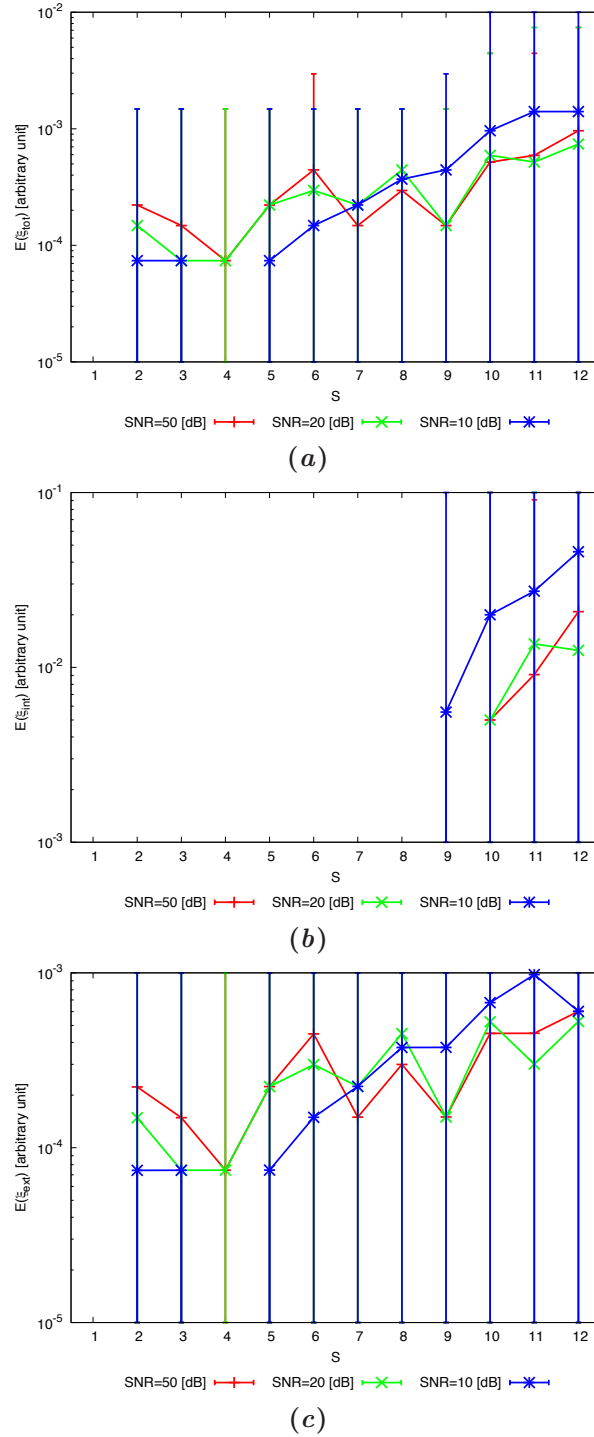 10⁻²
10⁻³
10⁻⁴
10⁻⁵
E(ξtot) [arbitrary unit]
1 2 3 4 5 6 7 8 9 10 11 12
S
SNR=50 [dB] SNR=20 [dB] SNR=10 [dB]
(a)
10⁻¹
10⁻²
10⁻³
E(ξint) [arbitrary unit]
1 2 3 4 5 6 7 8 9 10 11 12
S
SNR=50 [dB] SNR=20 [dB] SNR=10 [dB]
(b)
10⁻³
10⁻⁴
10⁻⁵
E(ξext) [arbitrary unit]
1 2 3 4 5 6 7 8 9 10 11 12
S
SNR=50 [dB] SNR=20 [dB] SNR=10 [dB]
(c)